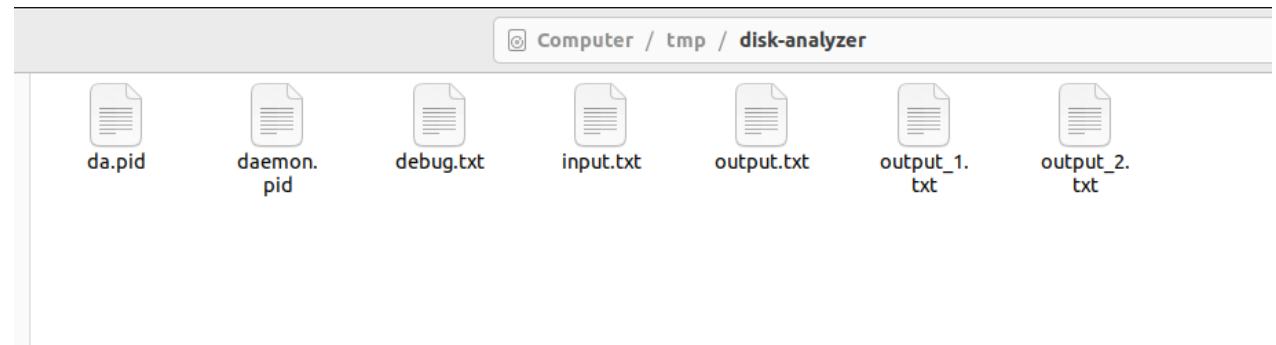 Computer / tmp / disk-analyzer
da.pid
daemon.
pid
debug.txt
input.txt
output.txt
output_1.
txt
output_2.
txt